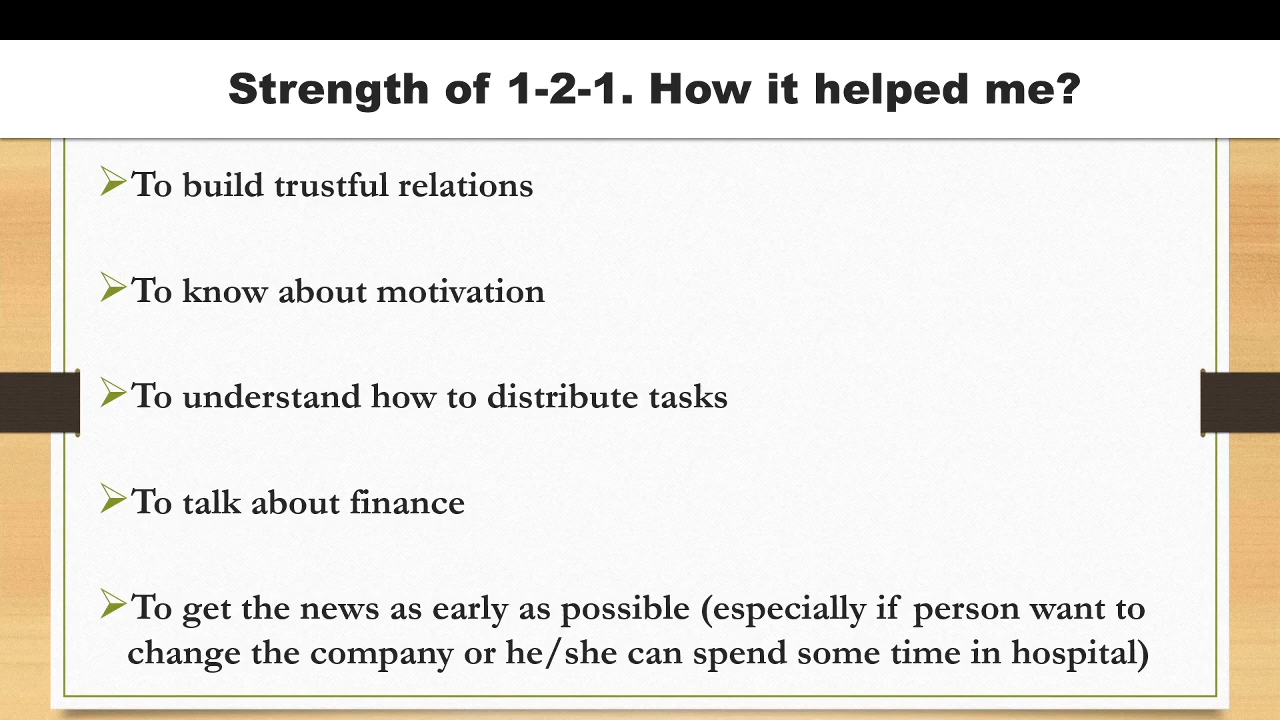 Strength of 1-2-1. How it helped me?
To build trustful relations
To know about motivation
To understand how to distribute tasks
To talk about finance
To get the news as early as possible (especially if person want to
change the company or he/she can spend some time in hospital)